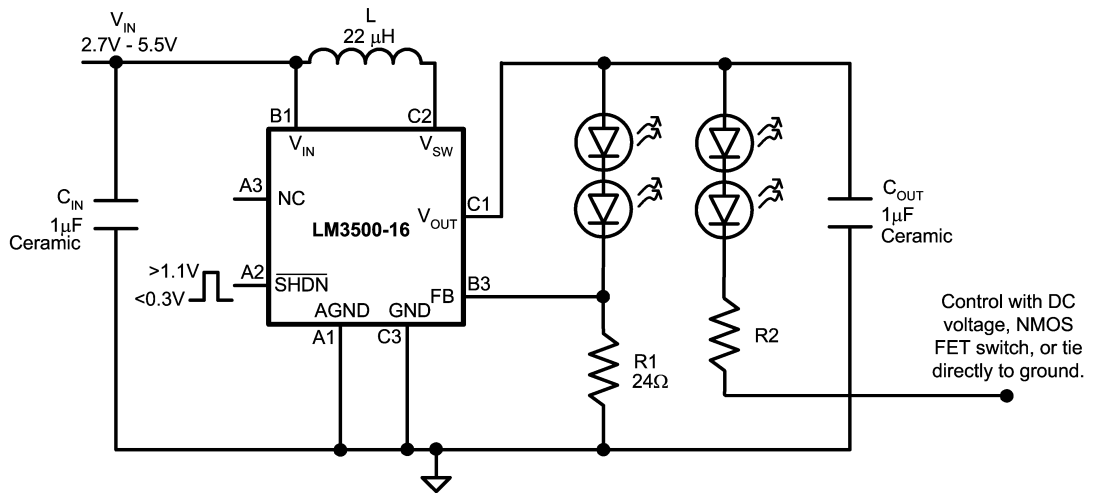 V_IN
2.7V - 5.5V
L
22 μH
B1
C2
V_IN
V_SW
A3
NC
C_IN
1μF
Ceramic
LM3500-16
V_OUT
C1
C_OUT
1μF
Ceramic
>1.1V
<0.3V
A2
SHDN
FB
B3
AGND
GND
A1
C3
R1
24Ω
R2
Control with DC
voltage, NMOS
FET switch, or tie
directly to ground.